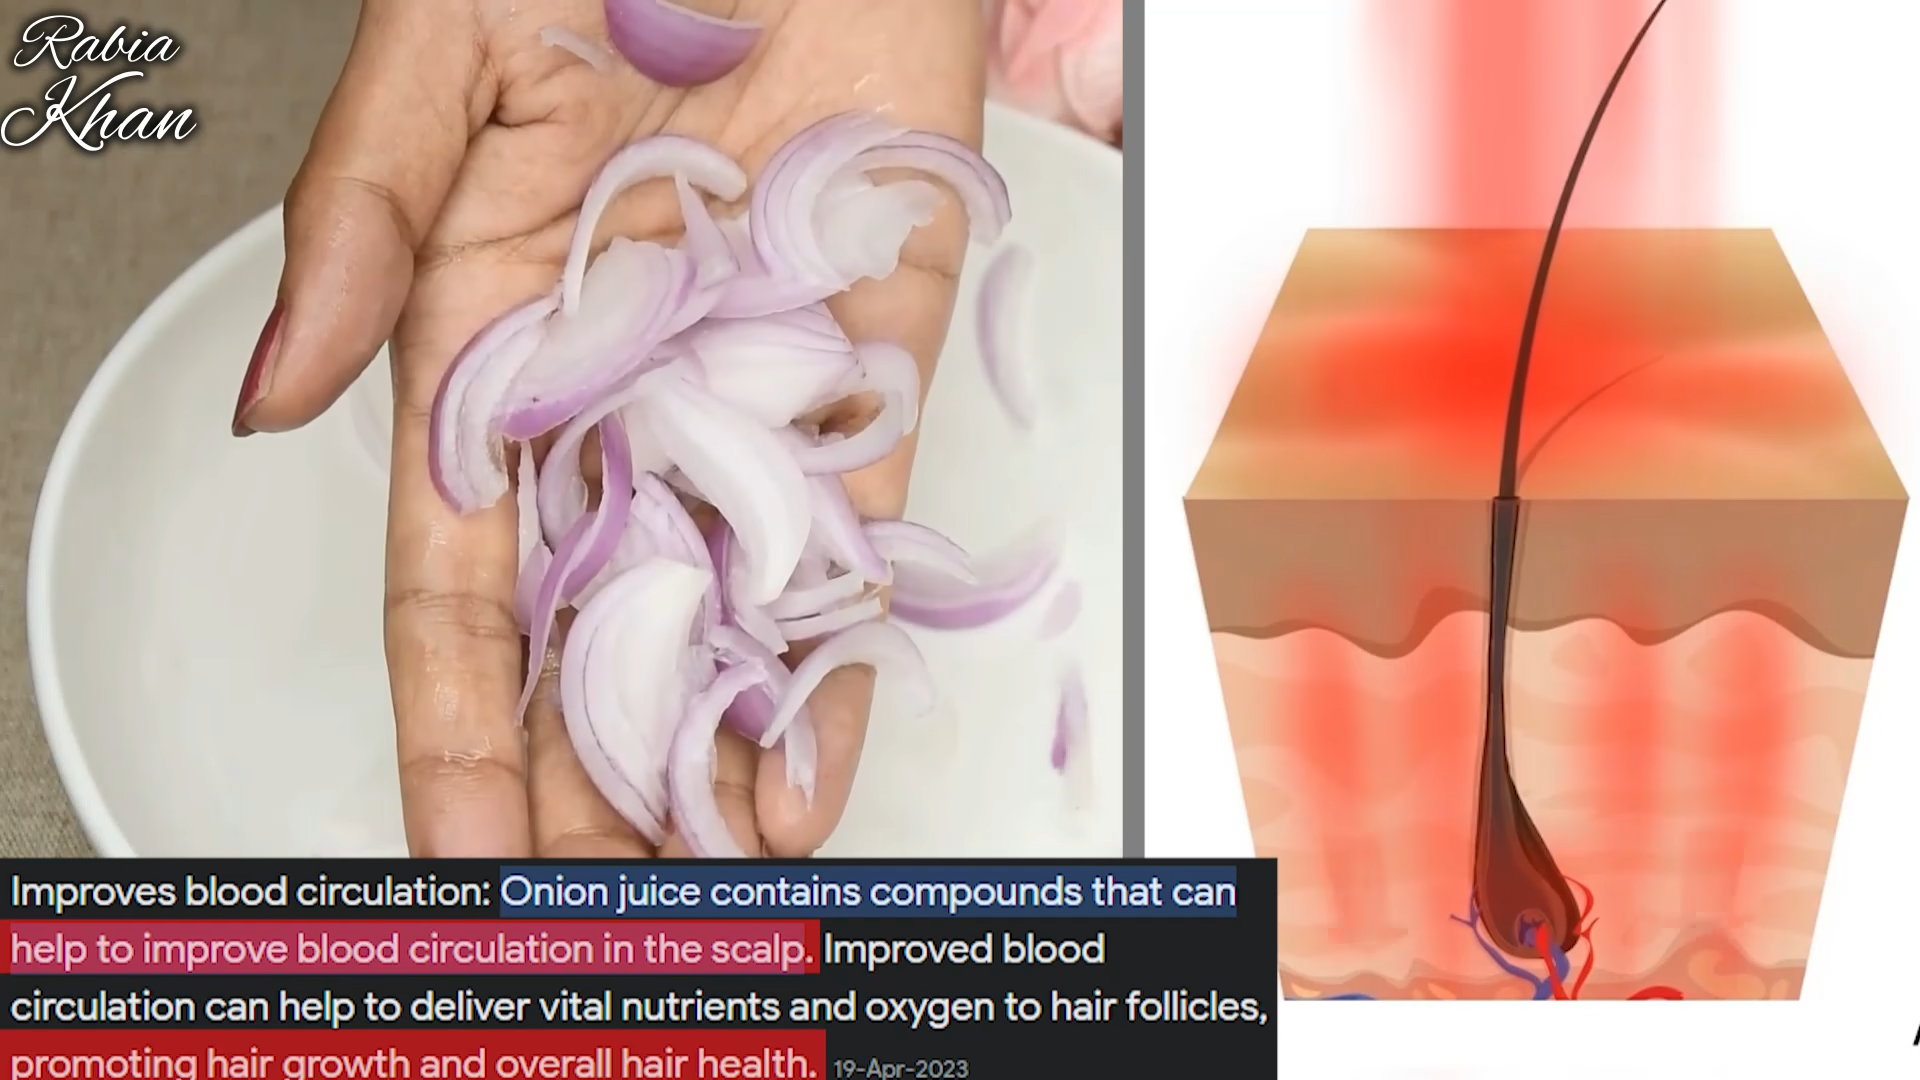 Rabia
Khan
Improves blood circulation: Onion juice contains compounds that can
help to improve blood circulation in the scalp. Improved blood
circulation can help to deliver vital nutrients and oxygen to hair follicles,
promoting hair growth and overall hair health. 19-Apr-2023